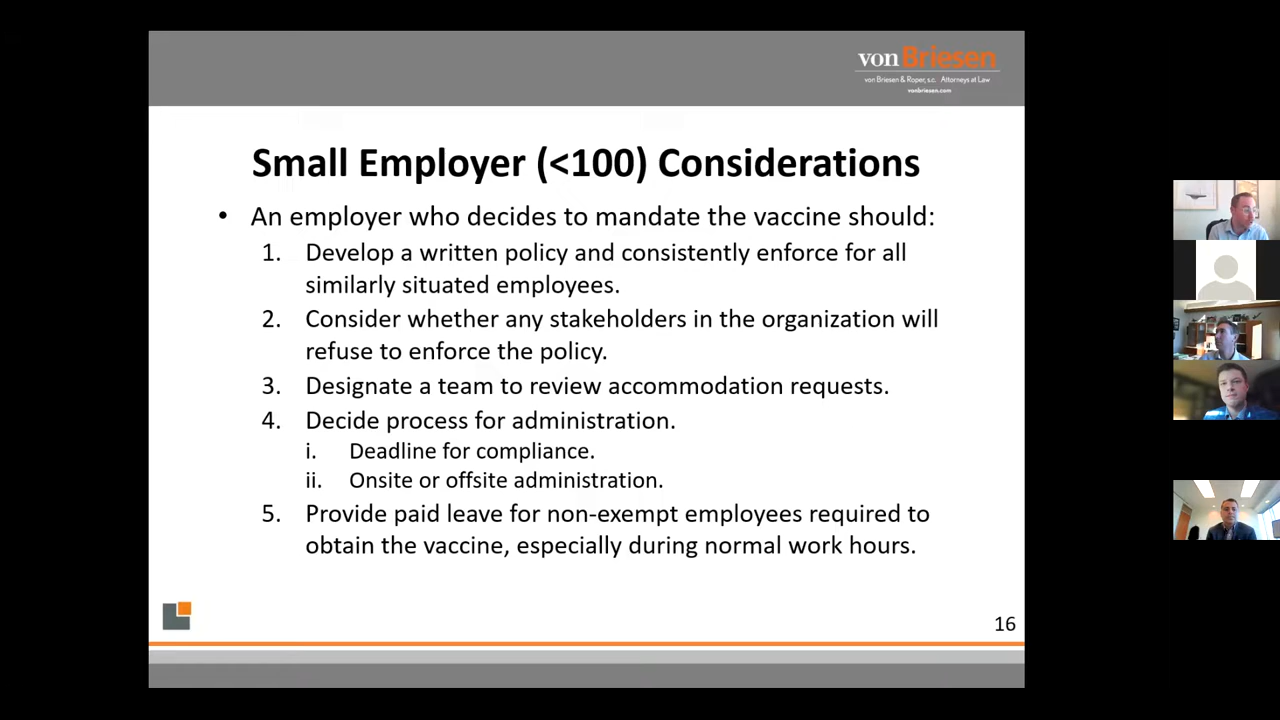 von Briesen
von Briesen & Roper, s.c. Attorneys at Law
vonbriesen.com
Small Employer (<100) Considerations
• An employer who decides to mandate the vaccine should:
1. Develop a written policy and consistently enforce for all
similarly situated employees.
2. Consider whether any stakeholders in the organization will
refuse to enforce the policy.
3. Designate a team to review accommodation requests.
4. Decide process for administration.
i. Deadline for compliance.
ii. Onsite or offsite administration.
5. Provide paid leave for non-exempt employees required to
obtain the vaccine, especially during normal work hours.
16